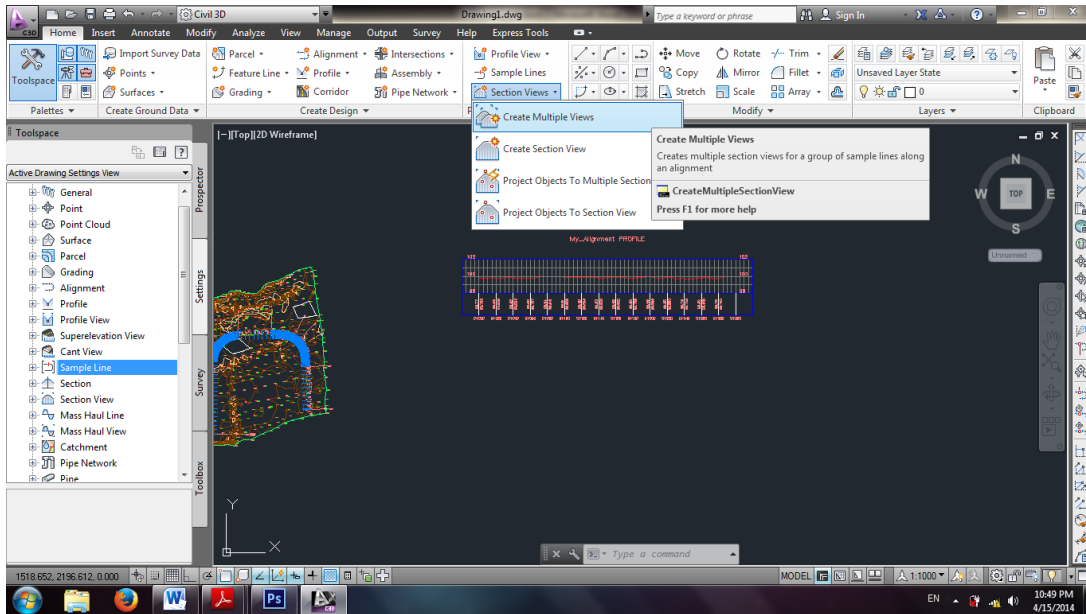 Civil 3D
Drawing1.dwg
Type a keyword or phrase
Sign In
C3D
Home Insert Annotate Modify Analyze View Manage Output Survey Help Express Tools
Toolspace
Import Survey Data
Points
Surfaces
Parcel
Feature Line
Grading
Alignment
Profile
Corridor
Intersections
Assembly
Pipe Network
Profile View
Sample Lines
Section Views
Move
Copy
Stretch
Rotate
Mirror
Scale
Trim
Fillet
Array
Unsaved Layer State
0
Paste
Palettes
Create Ground Data
Create Design
Modify
Layers
Clipboard
Create Multiple Views
Create Section View
Project Objects To Multiple Section
Project Objects To Section View
Create Multiple Views
Creates multiple section views for a group of sample lines along
an alignment
CreateMultipleSectionView
Press F1 for more help
Toolspace
Active Drawing Settings View
General
Point
Point Cloud
Surface
Parcel
Grading
Alignment
Profile
Profile View
Superelevation View
Cant View
Sample Line
Section
Section View
Mass Haul Line
Mass Haul View
Catchment
Pipe Network
Prospector
Settings
Survey
Toolbox
[−][Top][2D Wireframe]
N
W
TOP
E
S
Unnamed
My_Alignment PROFILE
Y
X
Type a command
1518.652, 2196.612, 0.000
MODEL
1:1000
W
Ps
EN
10:49 PM
4/15/2014